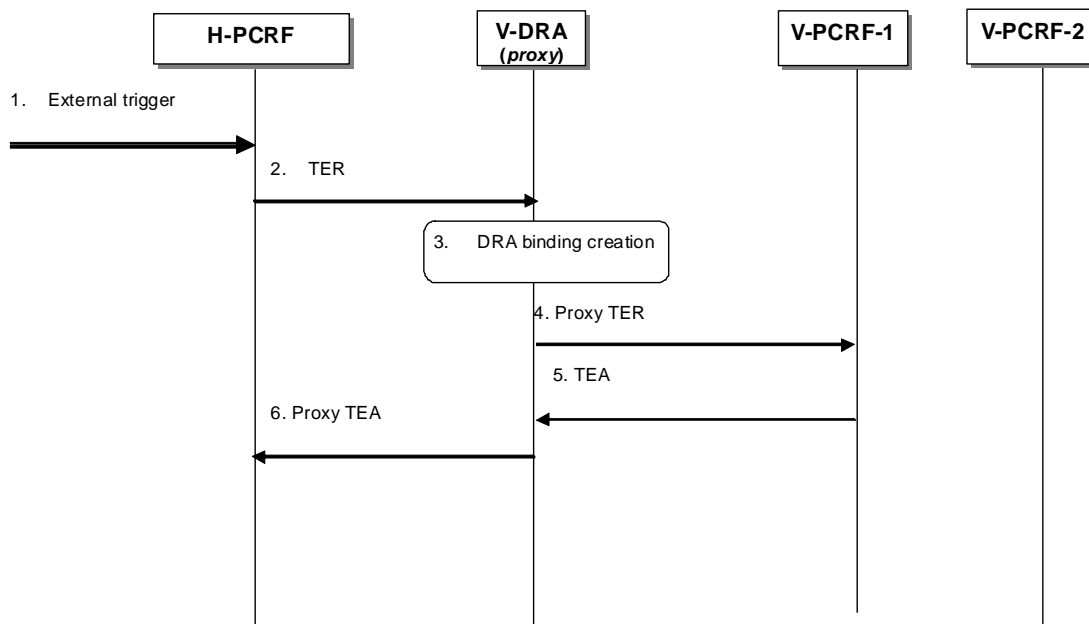 H-PCRF
V-DRA
(proxy)
V-PCRF-1
V-PCRF-2
1. External trigger
2. TER
3. DRA binding creation
4. Proxy TER
5. TEA
6. Proxy TEA